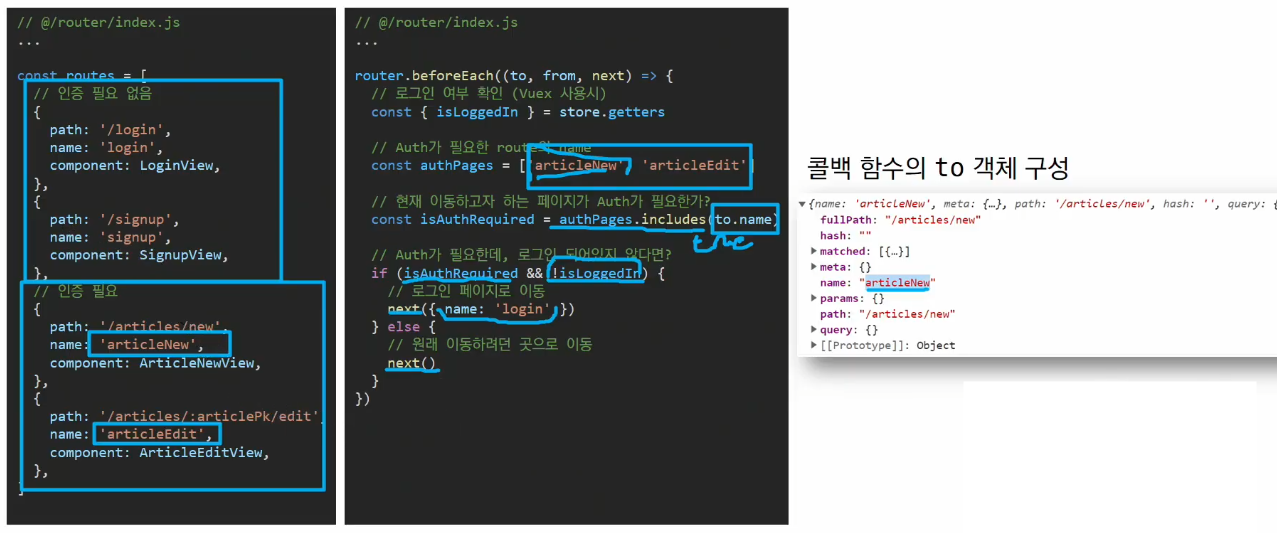 // @/router/index.js
...
const routes = [
// 인증 필요 없음
{
path: '/login',
name: 'login',
component: LoginView,
},
{
path: '/signup',
name: 'signup',
component: SignupView,
},
// 인증 필요
{
path: '/articles/new',
name: 'articleNew',
component: ArticleNewView,
},
{
path: '/articles/:articlePk/edit'
name: 'articleEdit',
component: ArticleEditView,
},
]
// @/router/index.js
...
router.beforeEach((to, from, next) => {
// 로그인 여부 확인 (Vuex 사용시)
const { isLoggedIn } = store.getters
// Auth가 필요한 route의 name
const authPages = ['articleNew', 'articleEdit']
// 현재 이동하고자 하는 페이지가 Auth가 필요한가?
const isAuthRequired = authPages.includes(to.name)
// Auth가 필요한데, 로그인 되어있지 않다면?
if (isAuthRequired && !isLoggedIn) {
// 로그인 페이지로 이동
next({ name: 'login' })
} else {
// 원래 이동하려던 곳으로 이동
next()
}
})
콜백 함수의 to 객체 구성
{name: 'articleNew', meta: {…}, path: '/articles/new', hash: '', query: {
fullPath: "/articles/new"
hash: ""
matched: [{…}]
meta: {}
name: "articleNew"
params: {}
path: "/articles/new"
query: {}
[[Prototype]]: Object